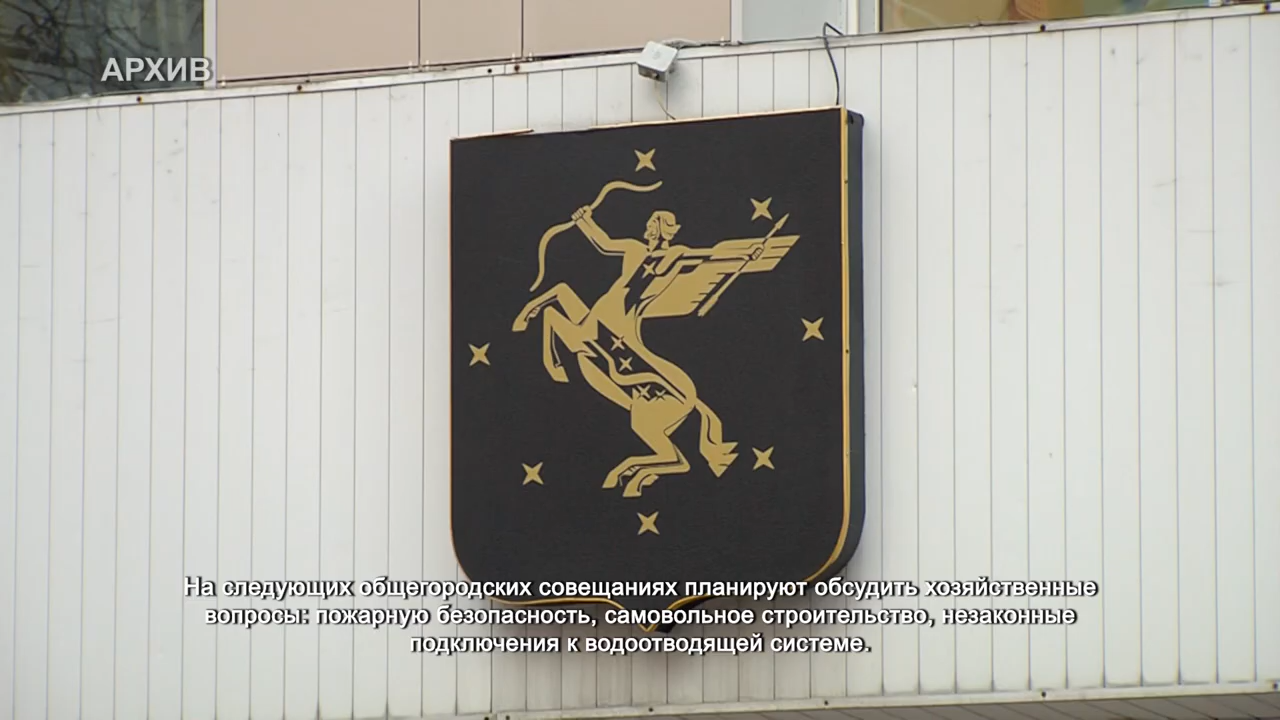 АРХИВ
На следующих общегородских совещаниях планируют обсудить хозяйственные
вопросы: пожарную безопасность, самовольное строительство, незаконные
подключения к водоотводящей системе.